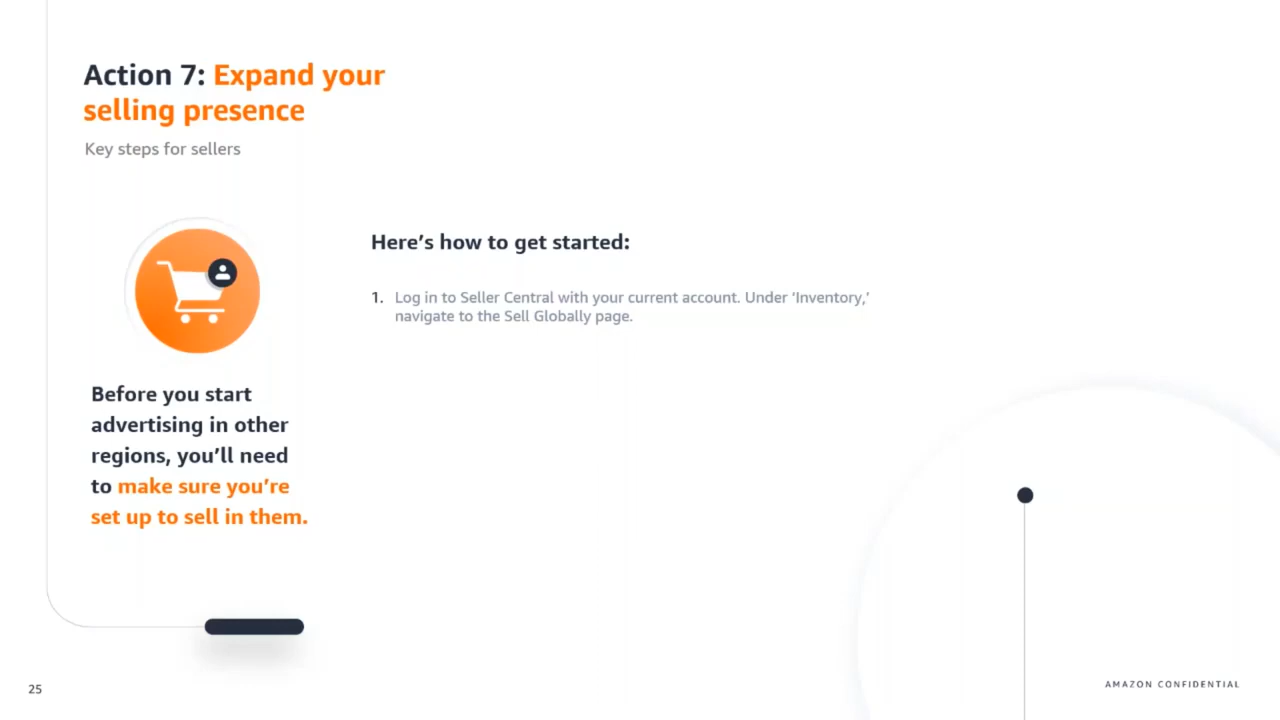 Action 7: Expand your
selling presence
Key steps for sellers
Here’s how to get started:
1. Log in to Seller Central with your current account. Under ‘Inventory,’
navigate to the Sell Globally page.
Before you start
advertising in other
regions, you’ll need
to make sure you’re
set up to sell in them.
25
AMAZON CONFIDENTIAL